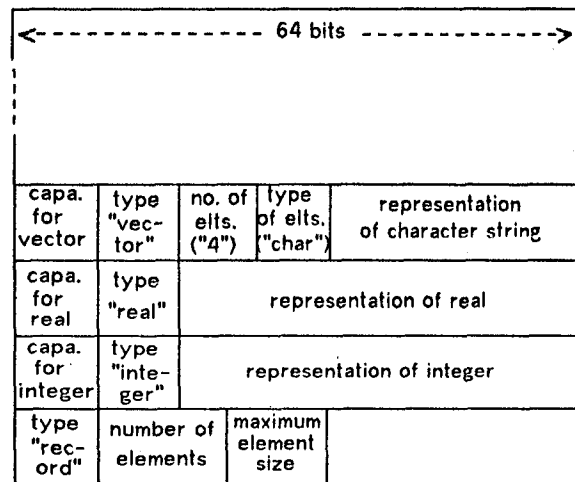 64 bits
capa. for vector
type "vec-tor"
no. of elts. ("4")
type of elts. ("char")
representation of character string
capa. for real
type "real"
representation of real
capa. for integer
type "inte-ger"
representation of integer
type "rec-ord"
number of elements
maximum element size